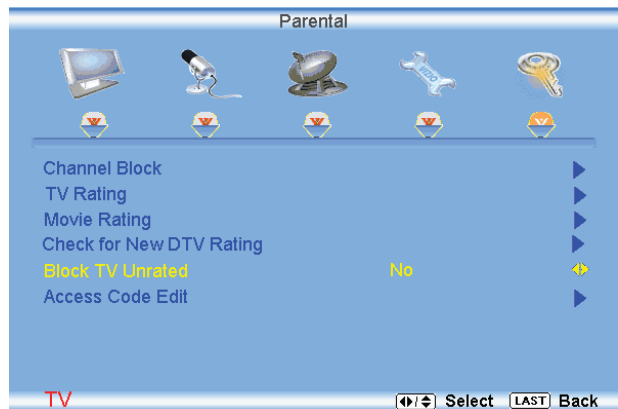 Parental
VIZIO
Channel Block
TV Rating
Movie Rating
Check for New DTV Rating
Block TV Unrated No
Access Code Edit
TV Select LAST Back